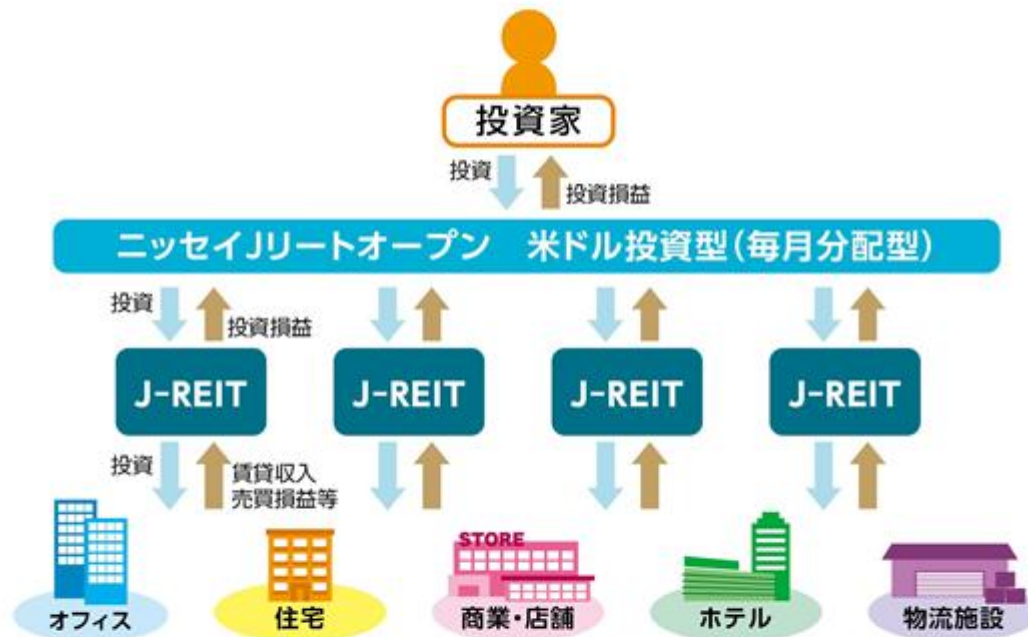 投資家
投資
投資損益
ニッセイJリートオープン 米ドル投資型(毎月分配型)
投資
投資損益
J-REIT J-REIT J-REIT J-REIT
投資
賃貸収入
売買損益等
STORE
オフィス 住宅 商業・店舗 ホテル 物流施設